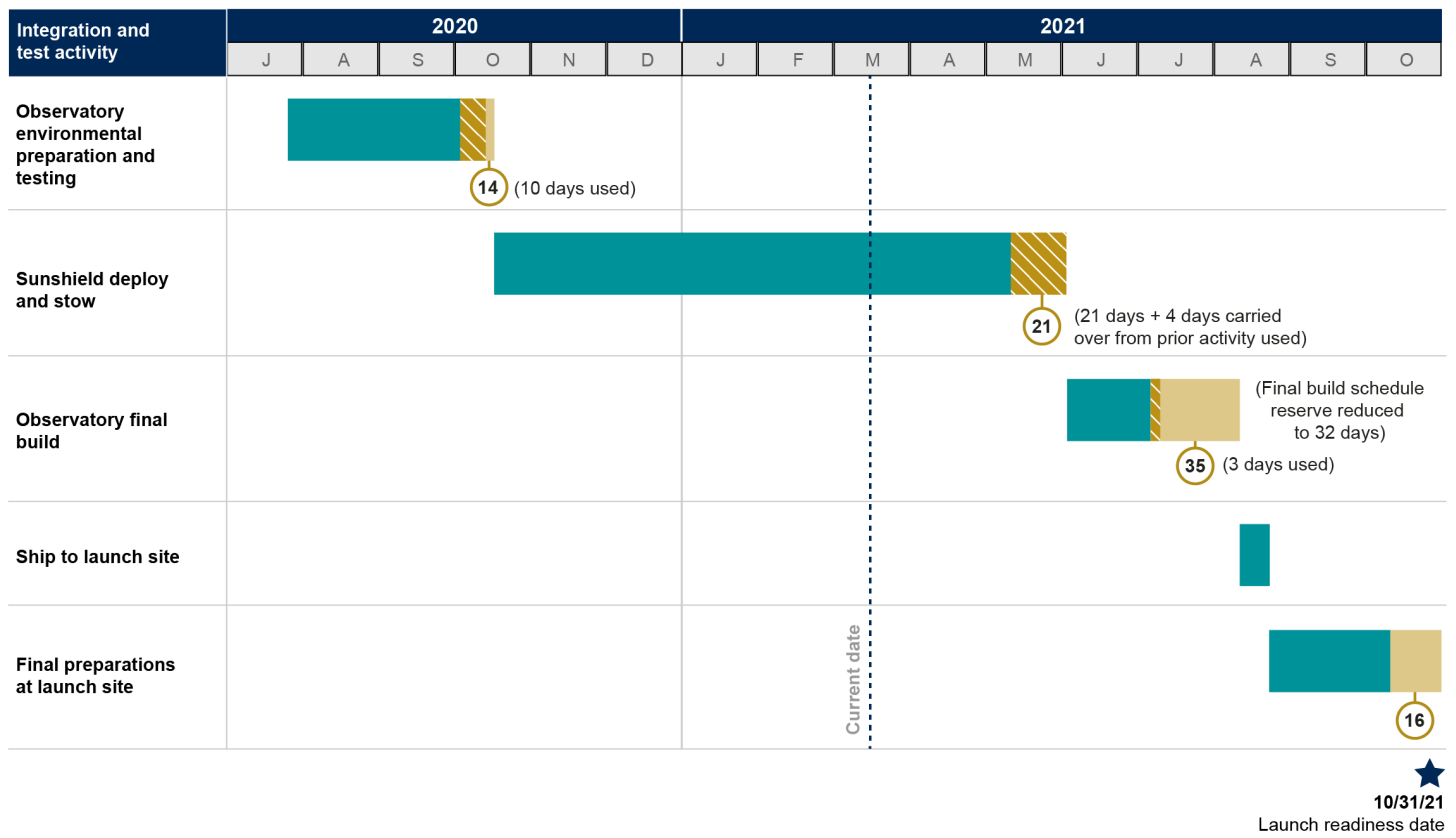 Integration and
test activity
2020
2021
J A S O N D J F M A M J J A S O
Observatory
environmental
preparation and
testing
14 (10 days used)
Sunshield deploy
and stow
21
(21 days + 4 days carried
over from prior activity used)
Observatory final
build
(Final build schedule
reserve reduced
to 32 days)
35 (3 days used)
Ship to launch site
Final preparations
at launch site
Current date
16
10/31/21
Launch readiness date